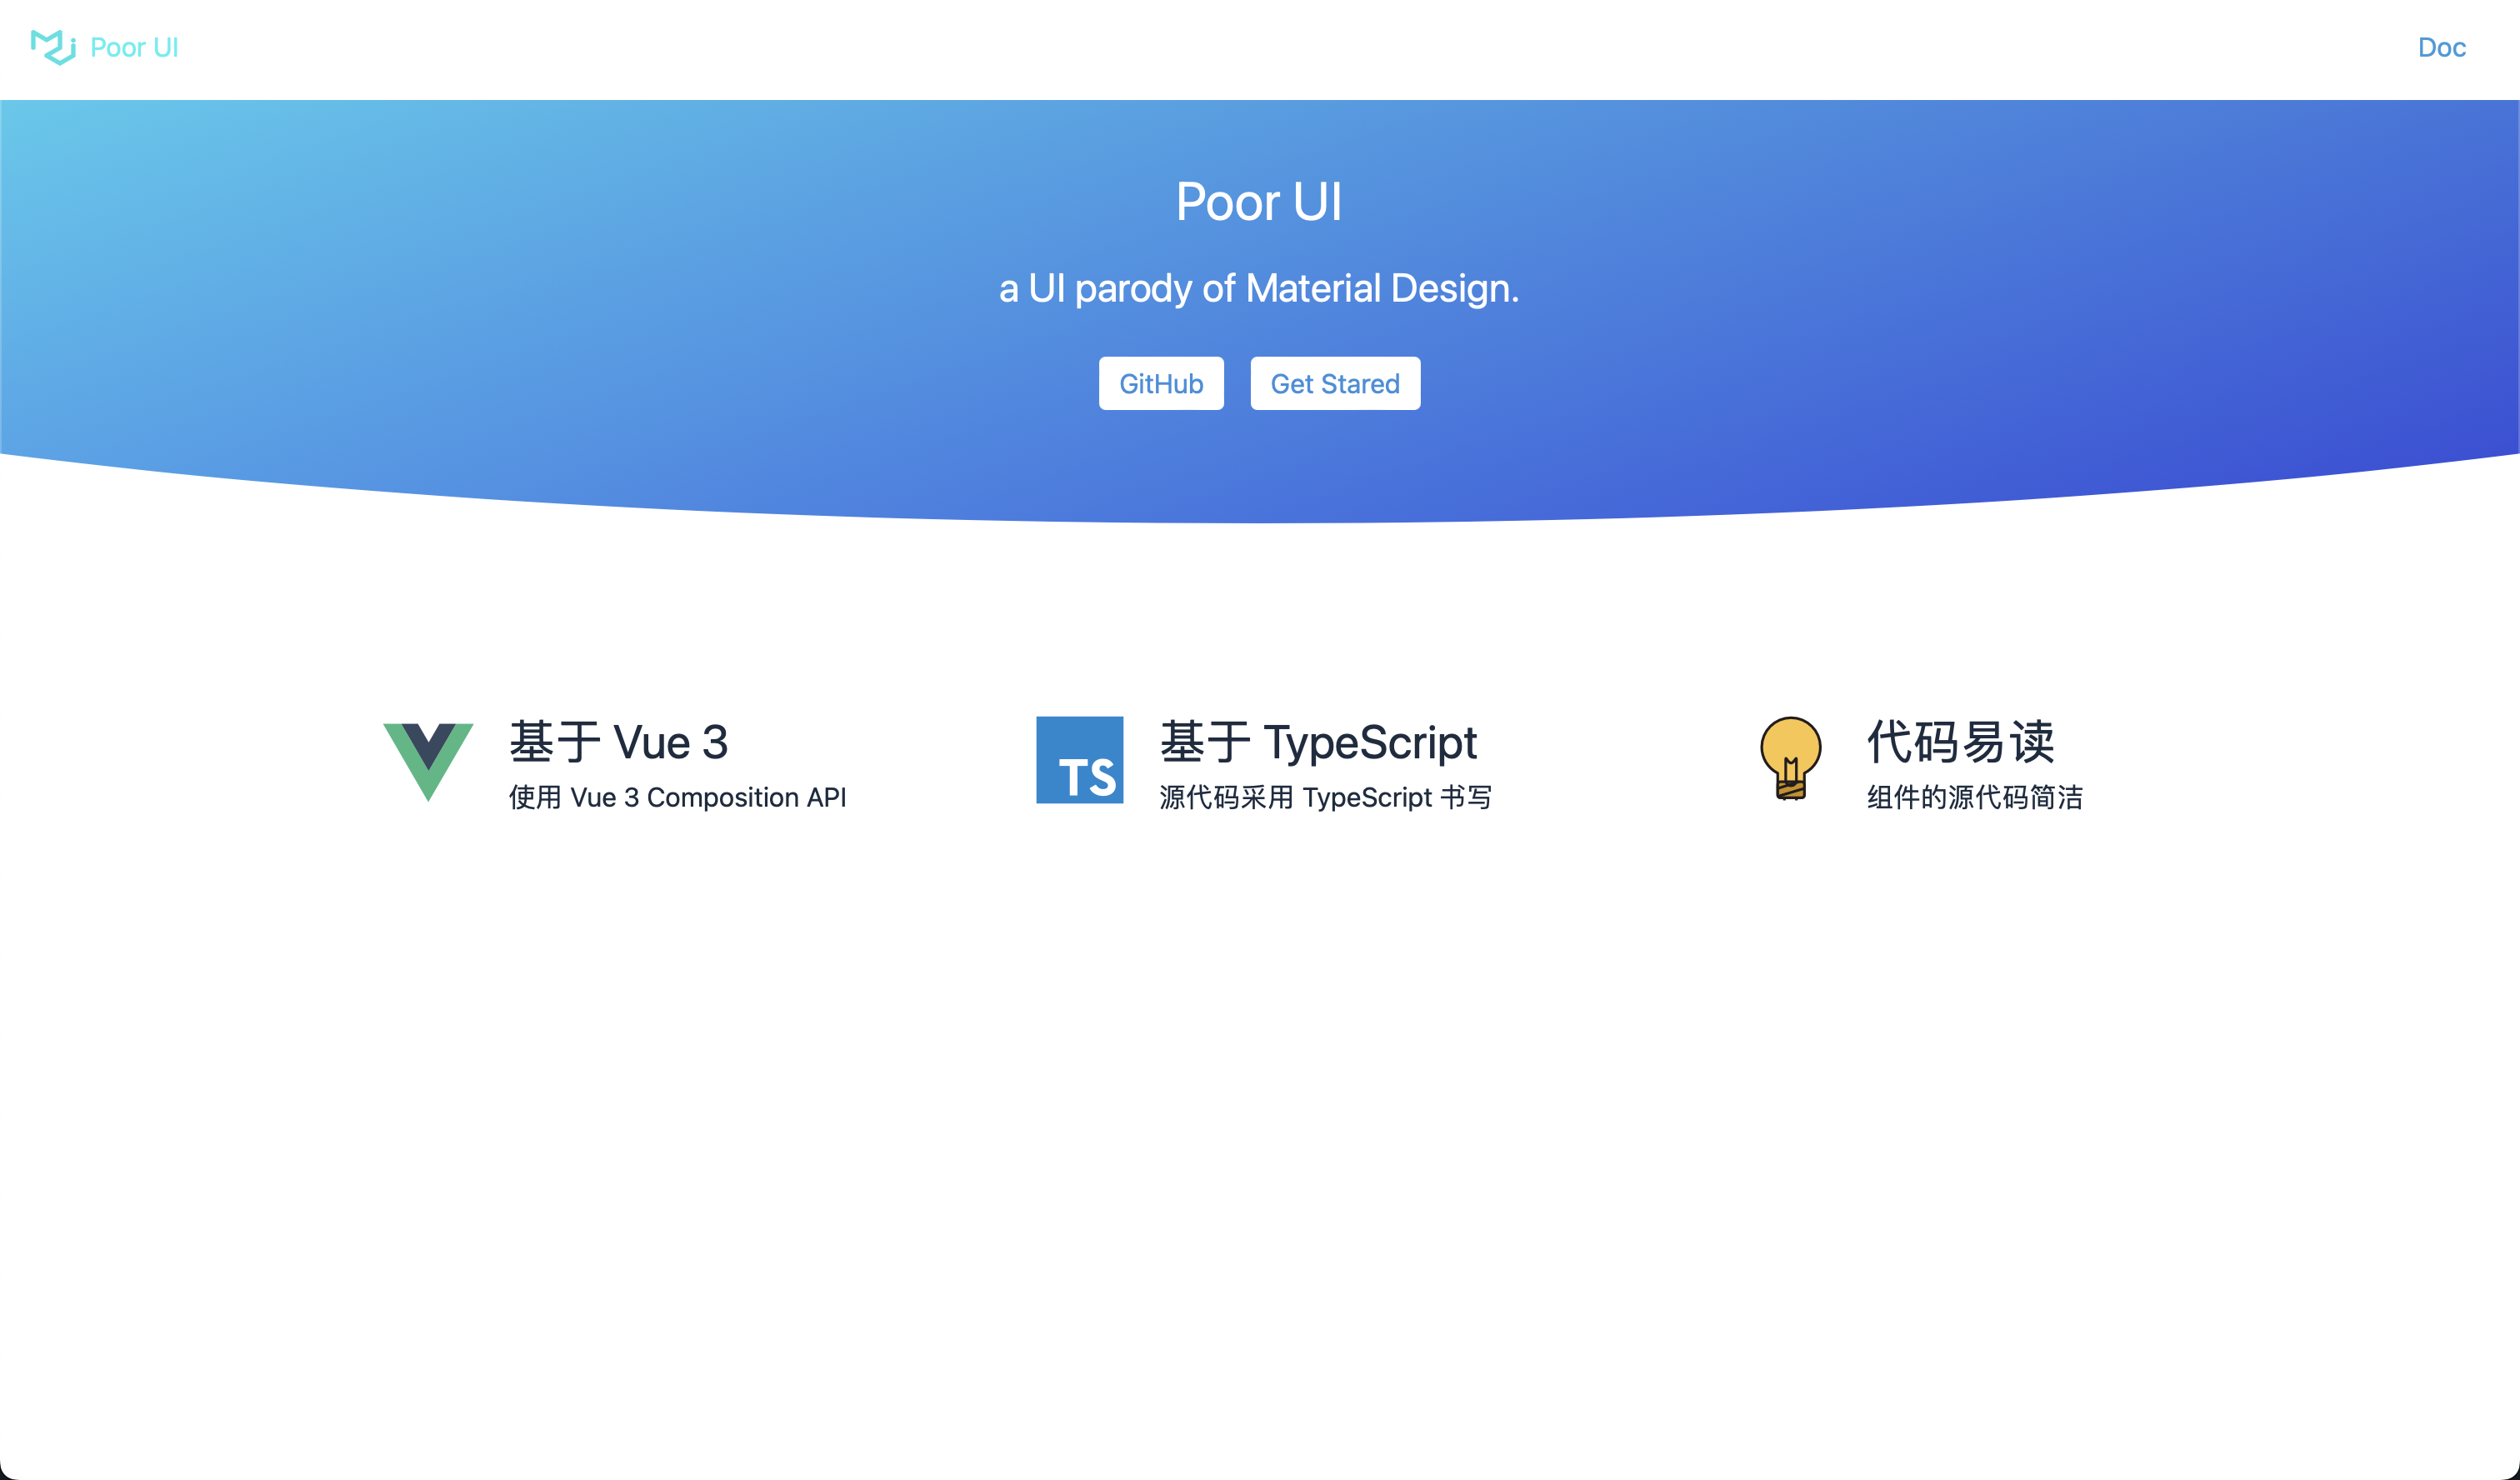 Poor UI
Doc
Poor UI
a UI parody of Material Design.
GitHub
Get Stared
基于 Vue 3
使用 Vue 3 Composition API
TS
基于 TypeScript
源代码采用 TypeScript 书写
代码易读
组件的源代码简洁